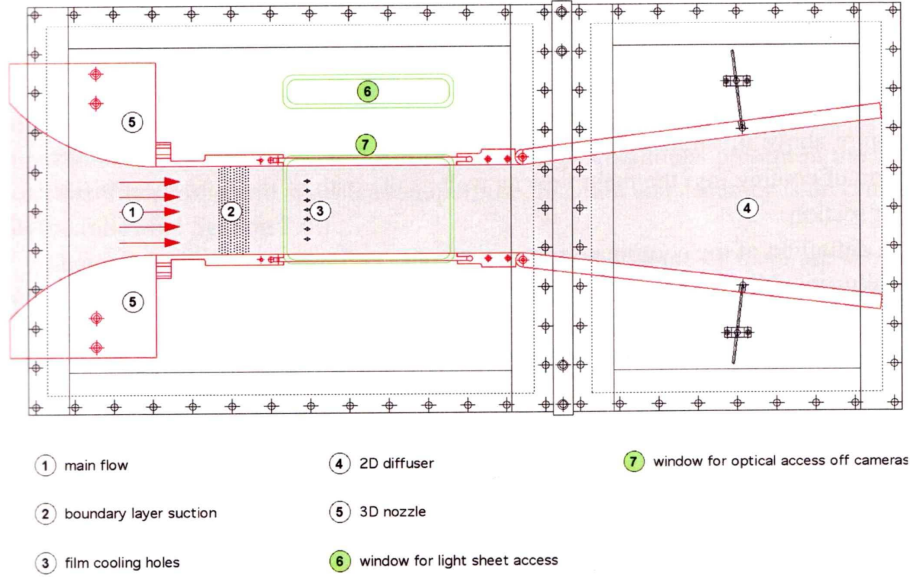 6
7
5
1
2
3
4
5
1 main flow
2 boundary layer suction
3 film cooling holes
4 2D diffuser
5 3D nozzle
6 window for light sheet access
7 window for optical access off cameras